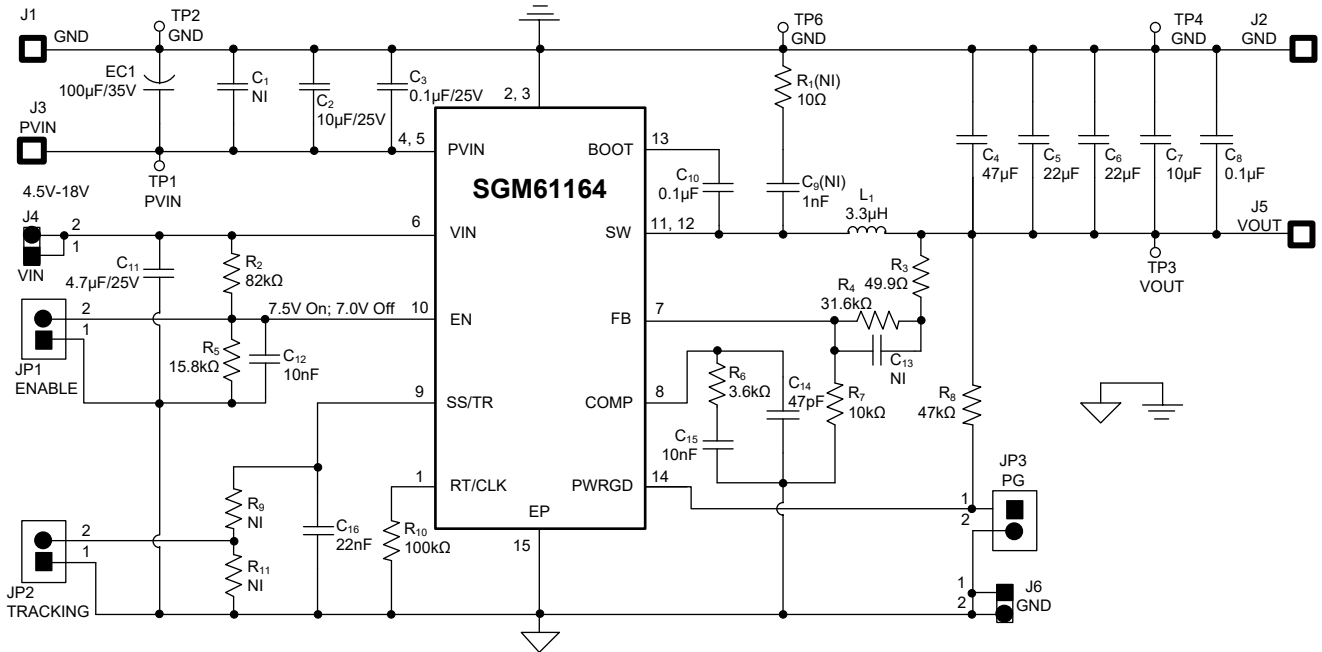 J1
GND
TP2
GND
TP6
GND
TP4
GND
J2
GND
EC1
100µF/35V
C₁
NI
C₂
10µF/25V
C₃
0.1µF/25V
2, 3
R₁(NI)
10Ω
J3
PVIN
4, 5
PVIN
BOOT
13
TP1
PVIN
SGM61164
C₁₀
0.1µF
C₉(NI)
1nF
C₄
47µF
C₅
22µF
C₆
22µF
C₇
10µF
C₈
0.1µF
4.5V-18V
J4
2
1
VIN
6
VIN
SW
11, 12
L₁
3.3µH
J5
VOUT
TP3
VOUT
C₁₁
4.7µF/25V
R₂
82kΩ
R₃
49.9Ω
R₄
31.6kΩ
2
1
JP1
ENABLE
7.5V On; 7.0V Off
10
EN
FB
7
R₅
15.8kΩ
C₁₂
10nF
C₁₃
NI
R₆
3.6kΩ
C₁₄
47pF
R₇
10kΩ
R₈
47kΩ
9
SS/TR
COMP
8
C₁₅
10nF
1
RT/CLK
PWRGD
14
JP3
PG
1
2
R₉
NI
C₁₆
22nF
R₁₀
100kΩ
EP
15
2
1
JP2
TRACKING
R₁₁
NI
1
2
J6
GND